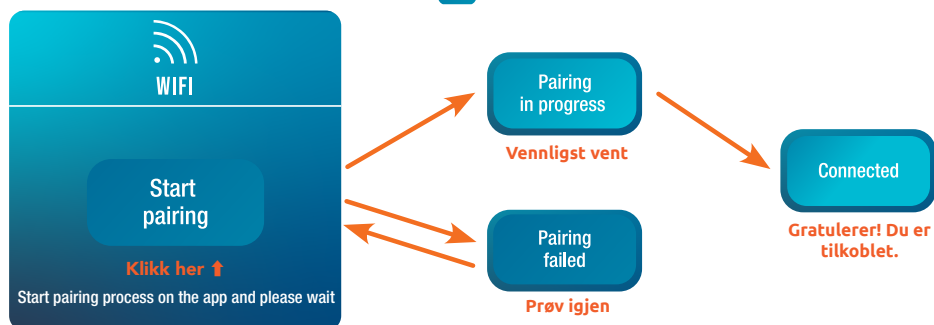 WIFI
Start
pairing
Klikk her ⬆
Start pairing process on the app and please wait
Pairing
in progress
Vennligst vent
Pairing
failed
Prøv igjen
Connected
Gratulerer! Du er
tilkoblet.